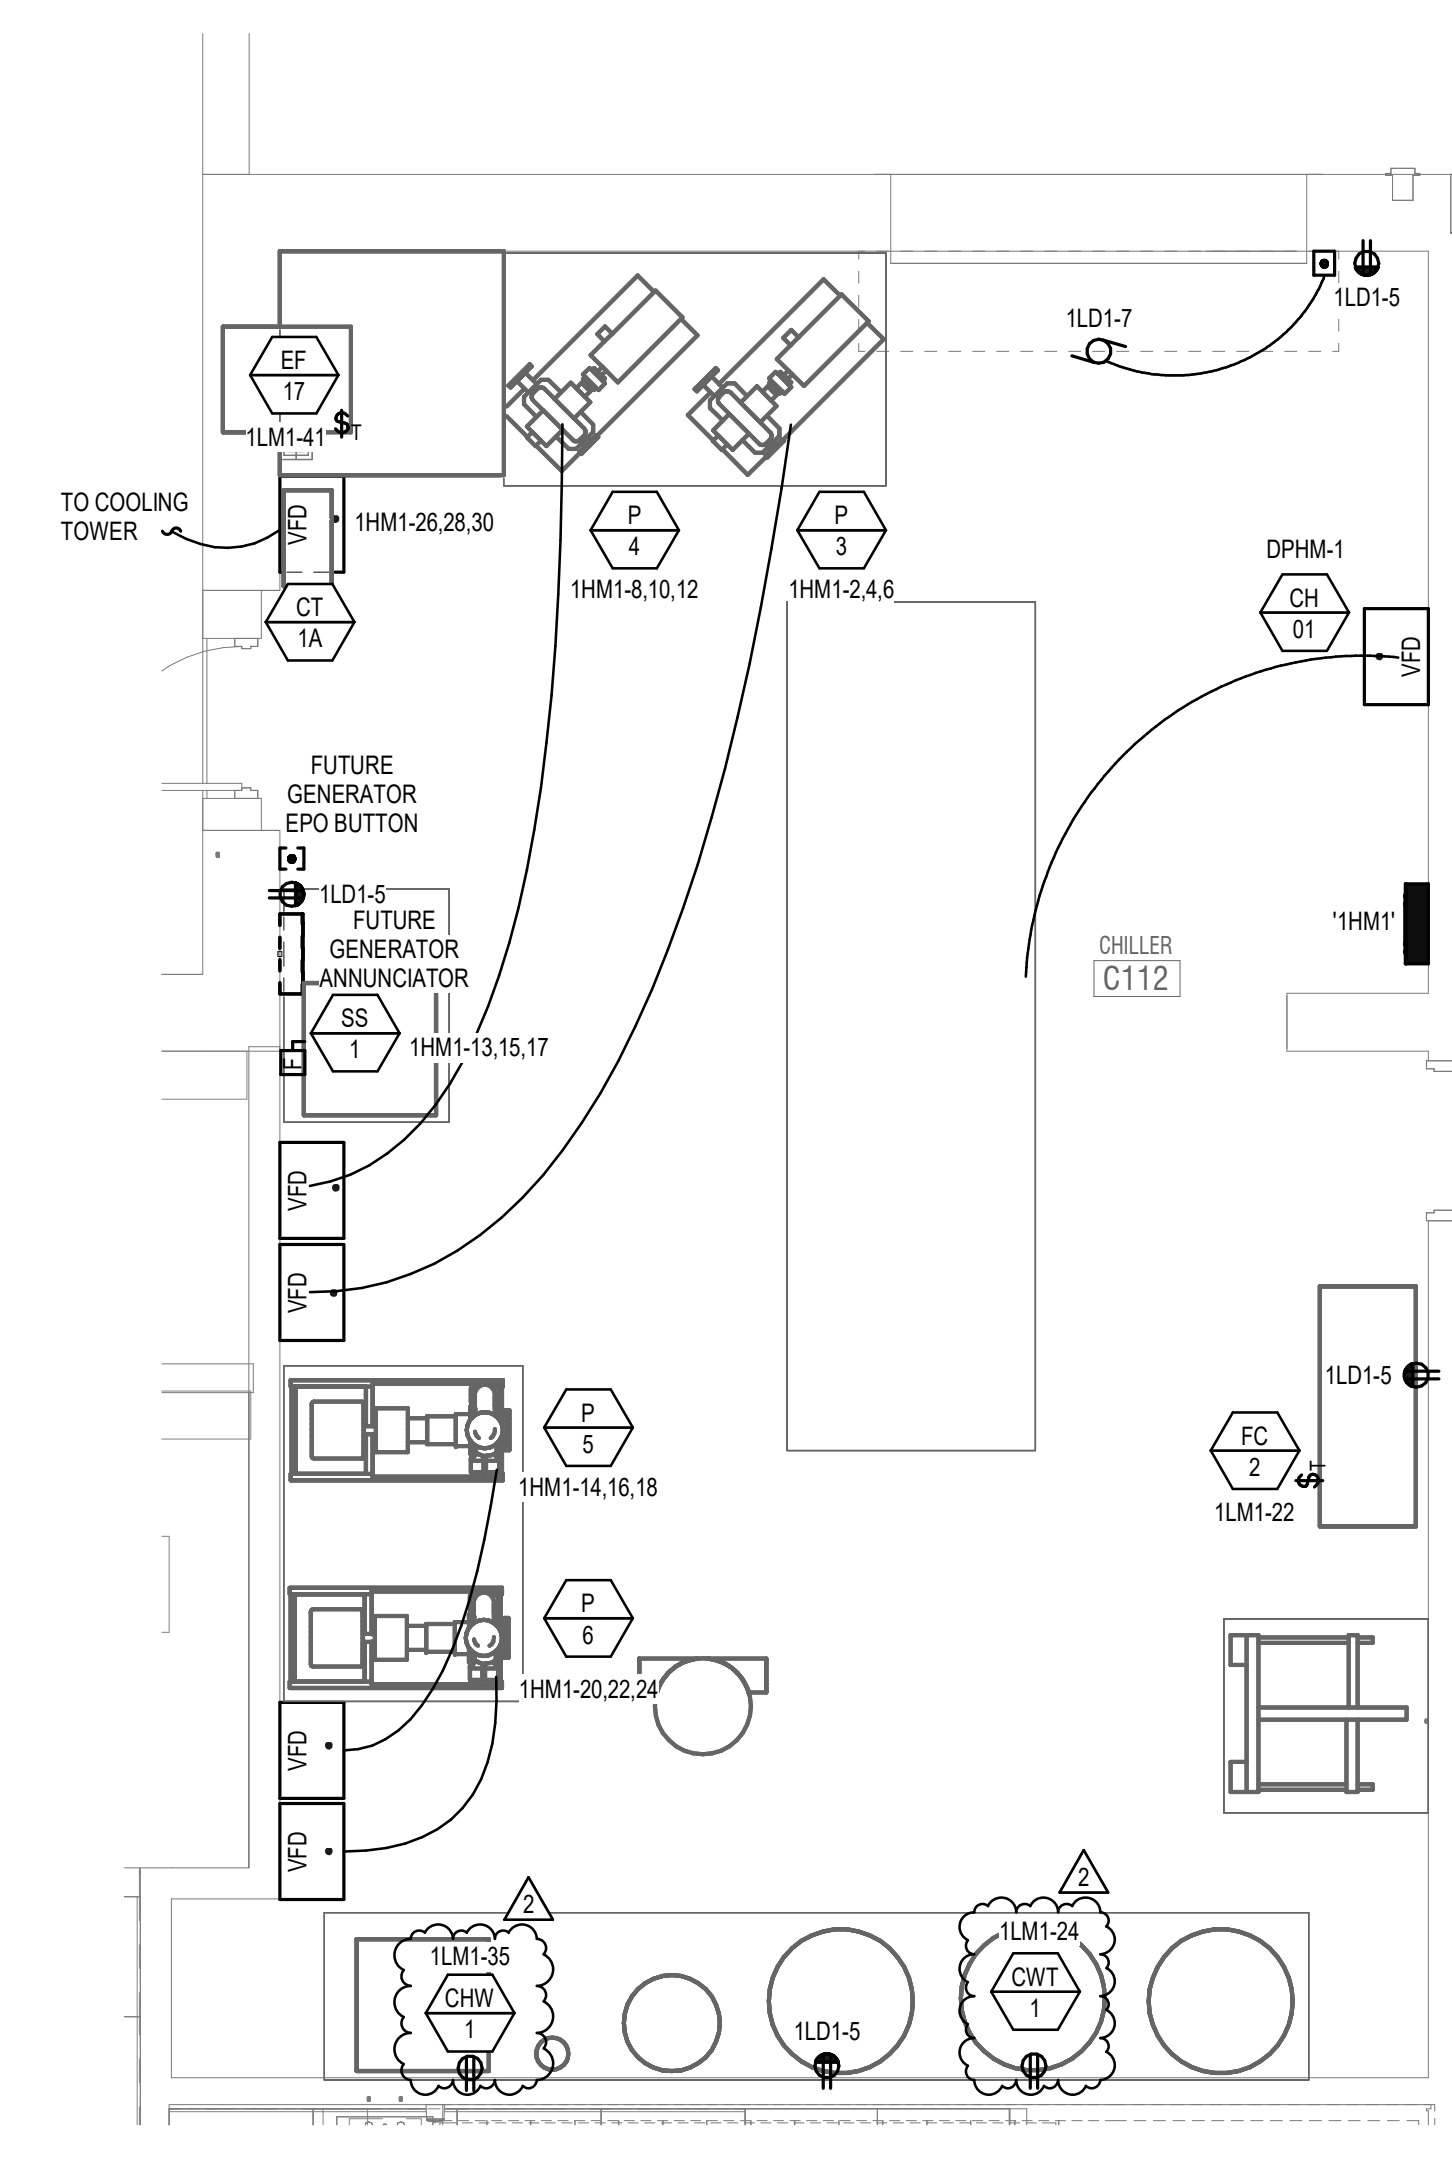 1LD1-5
1LD1-7
EF
17
1LM1-41
$T
TO COOLING
TOWER
VFD
1HM1-26,28,30
P
4
1HM1-8,10,12
P
3
1HM1-2,4,6
DPHM-1
CH
01
VFD
CT
1A
FUTURE
GENERATOR
EPO BUTTON
1LD1-5
FUTURE
GENERATOR
ANNUNCIATOR
'1HM1'
CHILLER
C112
SS
1
1HM1-13,15,17
F
VFD
VFD
1LD1-5
P
5
1HM1-14,16,18
FC
2
$T
1LM1-22
P
6
1HM1-20,22,24
VFD
VFD
2
2
1LM1-35
CHW
1
1LD1-5
1LM1-24
CWT
1